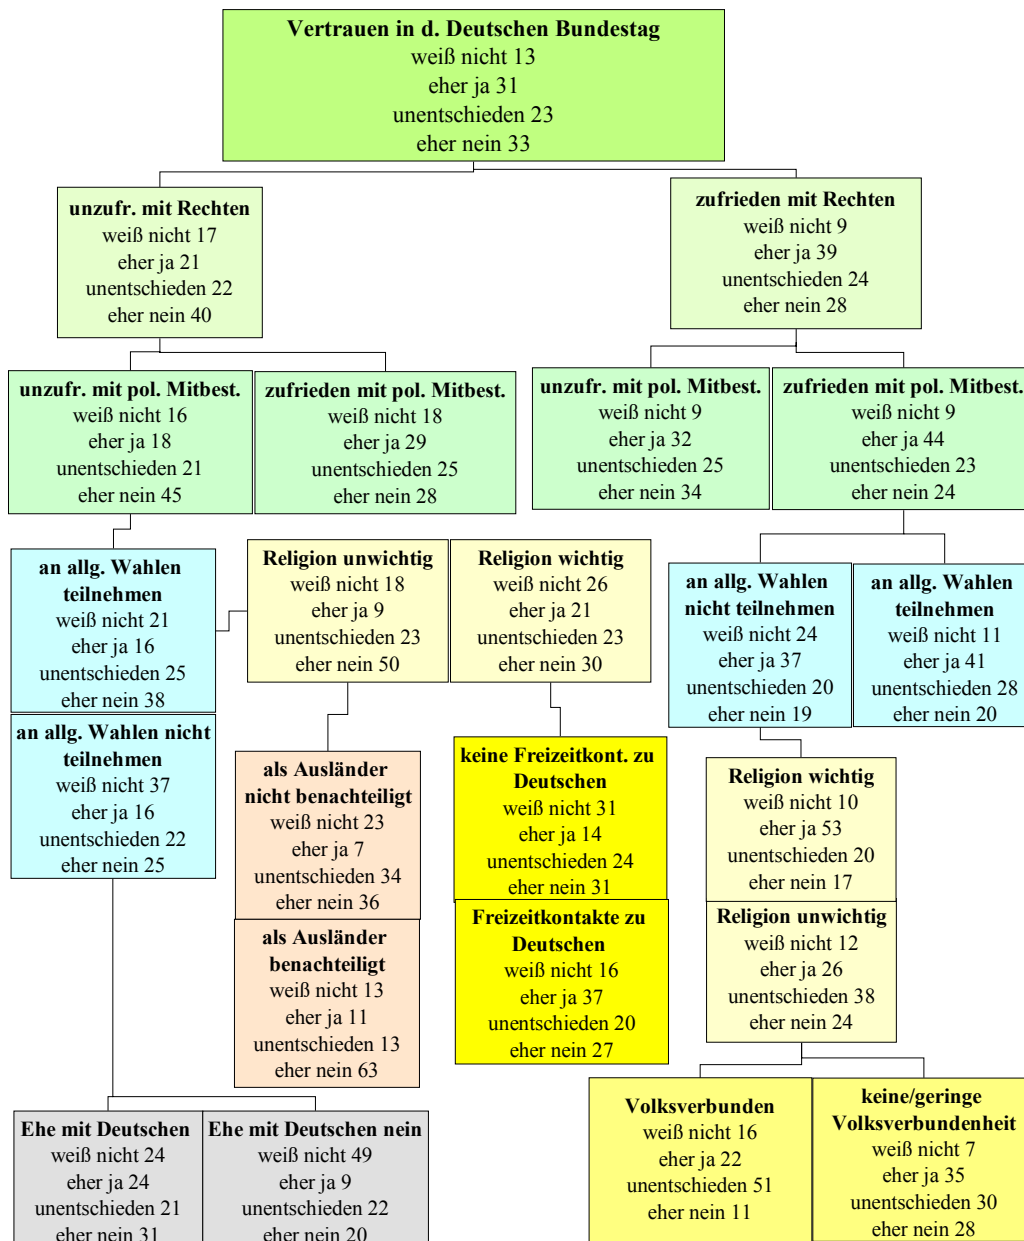 Vertrauen in d. Deutschen Bundestag
weiß nicht 13
eher ja 31
unentschieden 23
eher nein 33
unzufr. mit Rechten
weiß nicht 17
eher ja 21
unentschieden 22
eher nein 40
zufrieden mit Rechten
weiß nicht 9
eher ja 39
unentschieden 24
eher nein 28
unzufr. mit pol. Mitbest.
weiß nicht 16
eher ja 18
unentschieden 21
eher nein 45
zufrieden mit pol. Mitbest.
weiß nicht 18
eher ja 29
unentschieden 25
eher nein 28
unzufr. mit pol. Mitbest.
weiß nicht 9
eher ja 32
unentschieden 25
eher nein 34
zufrieden mit pol. Mitbest.
weiß nicht 9
eher ja 44
unentschieden 23
eher nein 24
an allg. Wahlen
teilnehmen
weiß nicht 21
eher ja 16
unentschieden 25
eher nein 38
Religion unwichtig
weiß nicht 18
eher ja 9
unentschieden 23
eher nein 50
Religion wichtig
weiß nicht 26
eher ja 21
unentschieden 23
eher nein 30
an allg. Wahlen
nicht teilnehmen
weiß nicht 24
eher ja 37
unentschieden 20
eher nein 19
an allg. Wahlen
teilnehmen
weiß nicht 11
eher ja 41
unentschieden 28
eher nein 20
an allg. Wahlen nicht
teilnehmen
weiß nicht 37
eher ja 16
unentschieden 22
eher nein 25
als Ausländer
nicht benachteiligt
weiß nicht 23
eher ja 7
unentschieden 34
eher nein 36
keine Freizeitkont. zu
Deutschen
weiß nicht 31
eher ja 14
unentschieden 24
eher nein 31
Religion wichtig
weiß nicht 10
eher ja 53
unentschieden 20
eher nein 17
als Ausländer
benachteiligt
weiß nicht 13
eher ja 11
unentschieden 13
eher nein 63
Freizeitkontakte zu
Deutschen
weiß nicht 16
eher ja 37
unentschieden 20
eher nein 27
Religion unwichtig
weiß nicht 12
eher ja 26
unentschieden 38
eher nein 24
Ehe mit Deutschen
weiß nicht 24
eher ja 24
unentschieden 21
eher nein 31
Ehe mit Deutschen nein
weiß nicht 49
eher ja 9
unentschieden 22
eher nein 20
Volksverbunden
weiß nicht 16
eher ja 22
unentschieden 51
eher nein 11
keine/geringe
Volksverbundenheit
weiß nicht 7
eher ja 35
unentschieden 30
eher nein 28